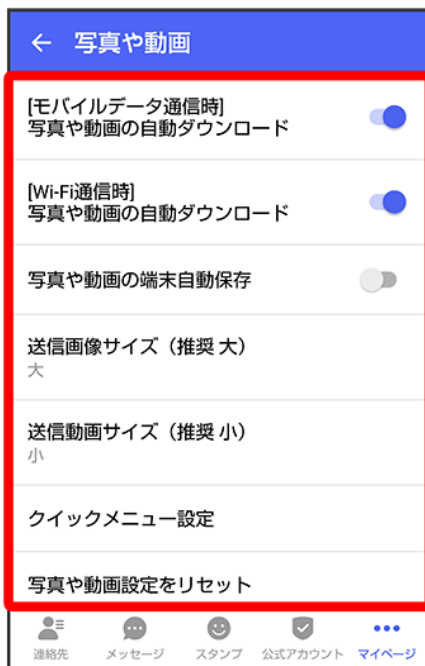 ← 写真や動画
[モバイルデータ通信時]
写真や動画の自動ダウンロード
[Wi-Fi通信時]
写真や動画の自動ダウンロード
写真や動画の端末自動保存
送信画像サイズ（推奨 大）
大
送信動画サイズ（推奨 小）
小
クイックメニュー設定
写真や動画設定をリセット
連絡先 メッセージ スタンプ 公式アカウント マイページ